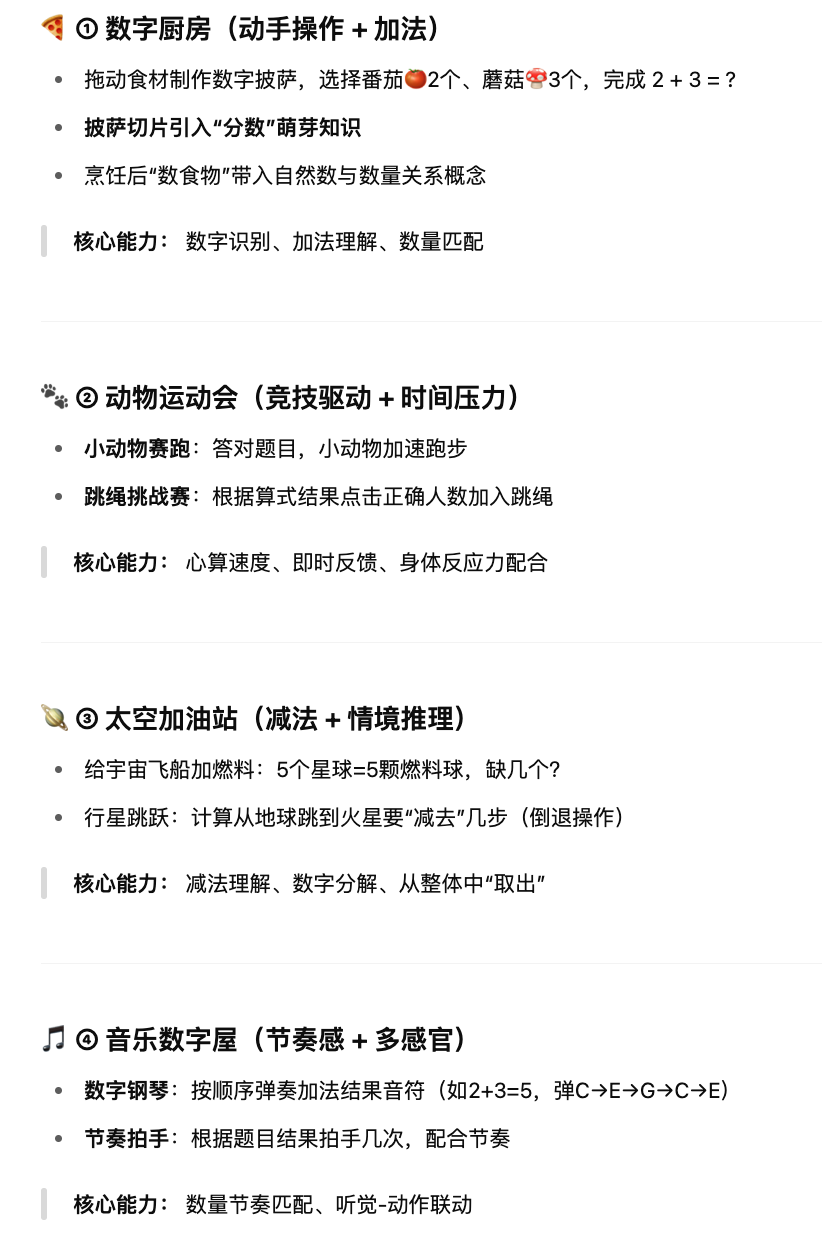 🍕 ① 数字厨房（动手操作 + 加法）
• 拖动食材制作数字披萨，选择番茄🍅2个、蘑菇🍄3个，完成 2 + 3 = ?
• 披萨切片引入“分数”萌芽知识
• 烹饪后“数食物”带入自然数与数量关系概念
核心能力： 数字识别、加法理解、数量匹配
🐾 ② 动物运动会（竞技驱动 + 时间压力）
• 小动物赛跑：答对题目，小动物加速跑步
• 跳绳挑战赛：根据算式结果点击正确人数加入跳绳
核心能力： 心算速度、即时反馈、身体反应力配合
🪐 ③ 太空加油站（减法 + 情境推理）
• 给宇宙飞船加燃料：5个星球=5颗燃料球，缺几个?
• 行星跳跃：计算从地球跳到火星要“减去”几步（倒退操作）
核心能力： 减法理解、数字分解、从整体中“取出”
🎵 ④ 音乐数字屋（节奏感 + 多感官）
• 数字钢琴：按顺序弹奏加法结果音符（如2+3=5，弹C→E→G→C→E）
• 节奏拍手：根据题目结果拍手几次，配合节奏
核心能力： 数量节奏匹配、听觉-动作联动